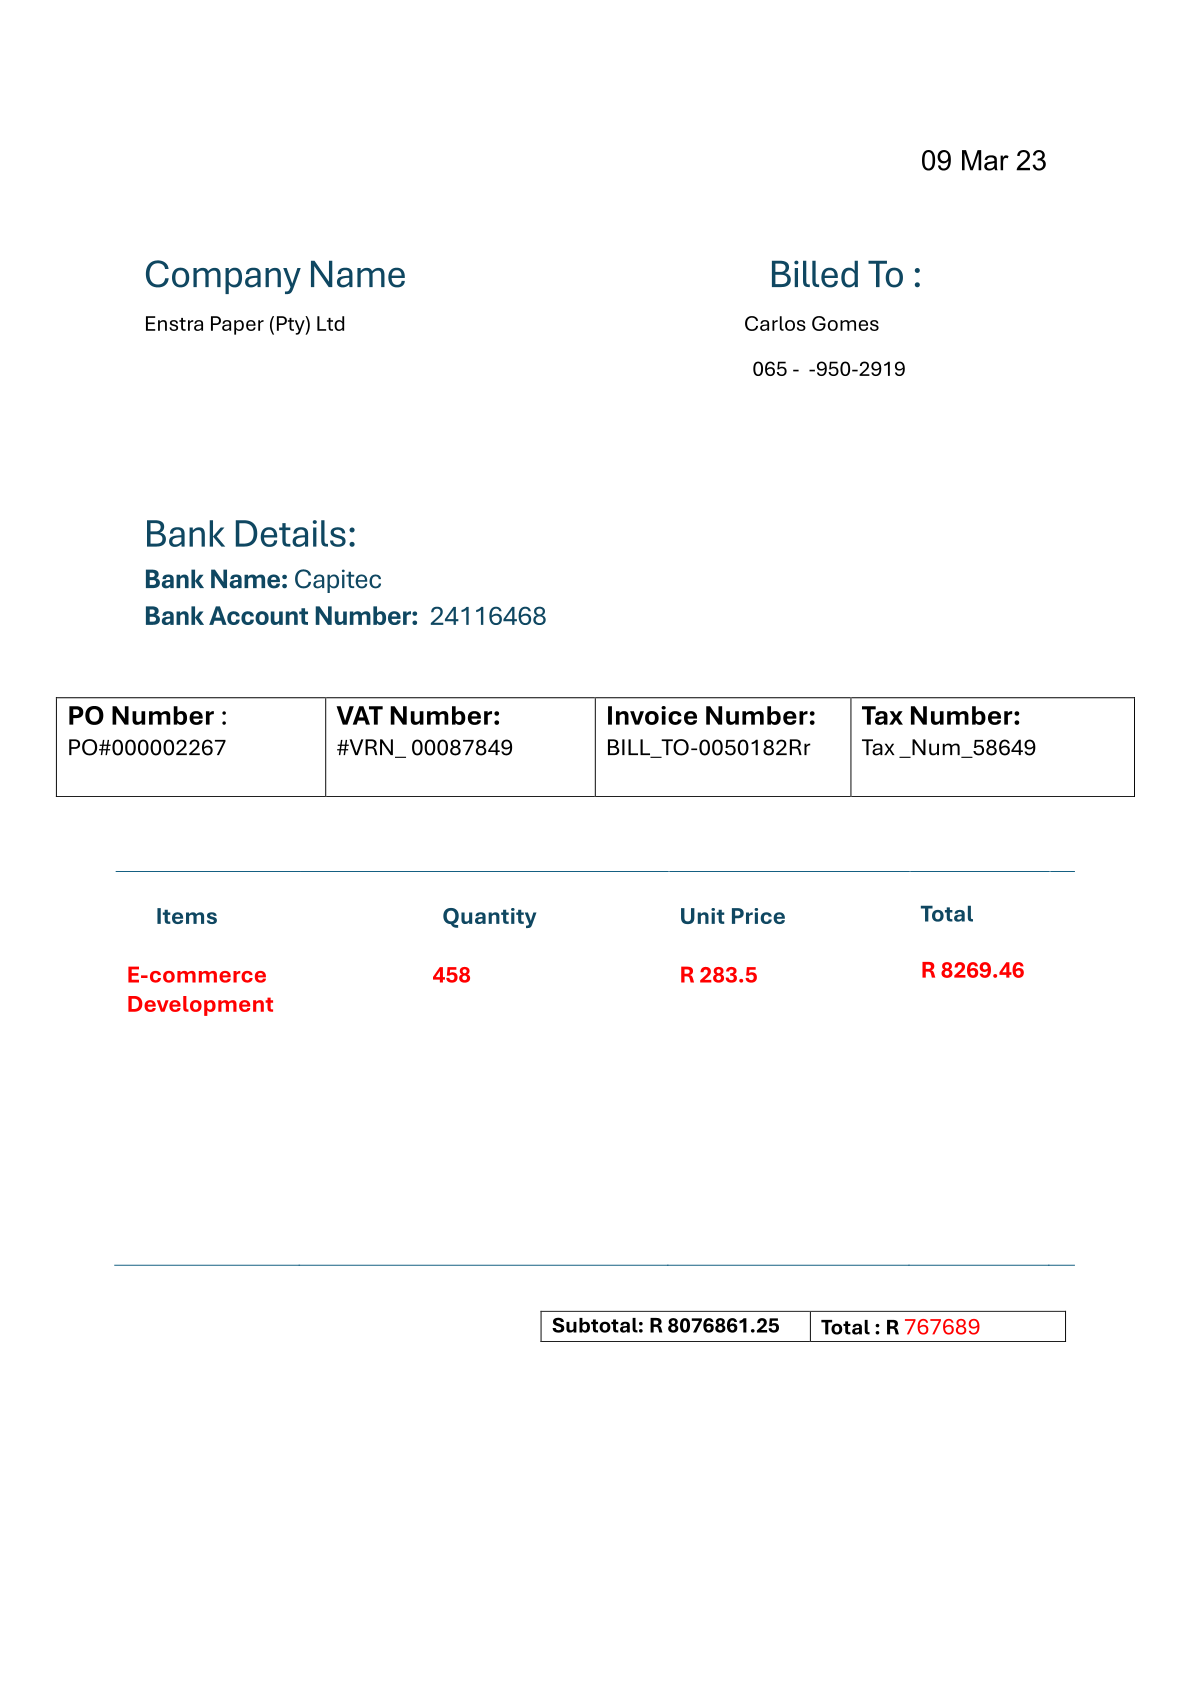 09 Mar 23
Company Name
Billed To :
Enstra Paper (Pty) Ltd
Carlos Gomes
065 -  -950-2919
Bank Details:
Bank Name: Capitec
Bank Account Number:  24116468
PO Number :
PO#000002267
VAT Number:
#VRN_ 00087849
Invoice Number:
BILL_TO-0050182Rr
Tax Number:
Tax _Num_58649
Items Quantity Unit Price Total
E-commerce 458 R 283.5 R 8269.46
Development
Subtotal: R 8076861.25 Total : R 767689